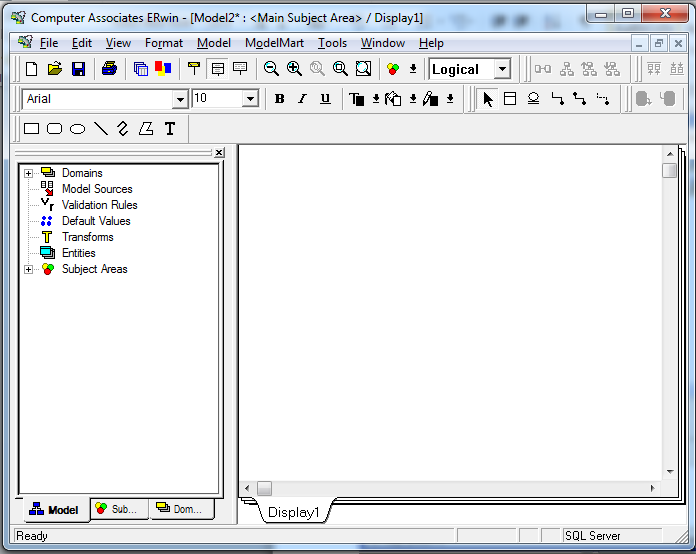 Computer Associates ERwin - [Model2* : <Main Subject Area> / Display1]
File Edit View Format Model ModelMart Tools Window Help
Logical
Arial 10 B I U
T
Domains
Model Sources
Validation Rules
Default Values
Transforms
Entities
Subject Areas
Model Sub... Dom...
Display1
Ready SQL Server